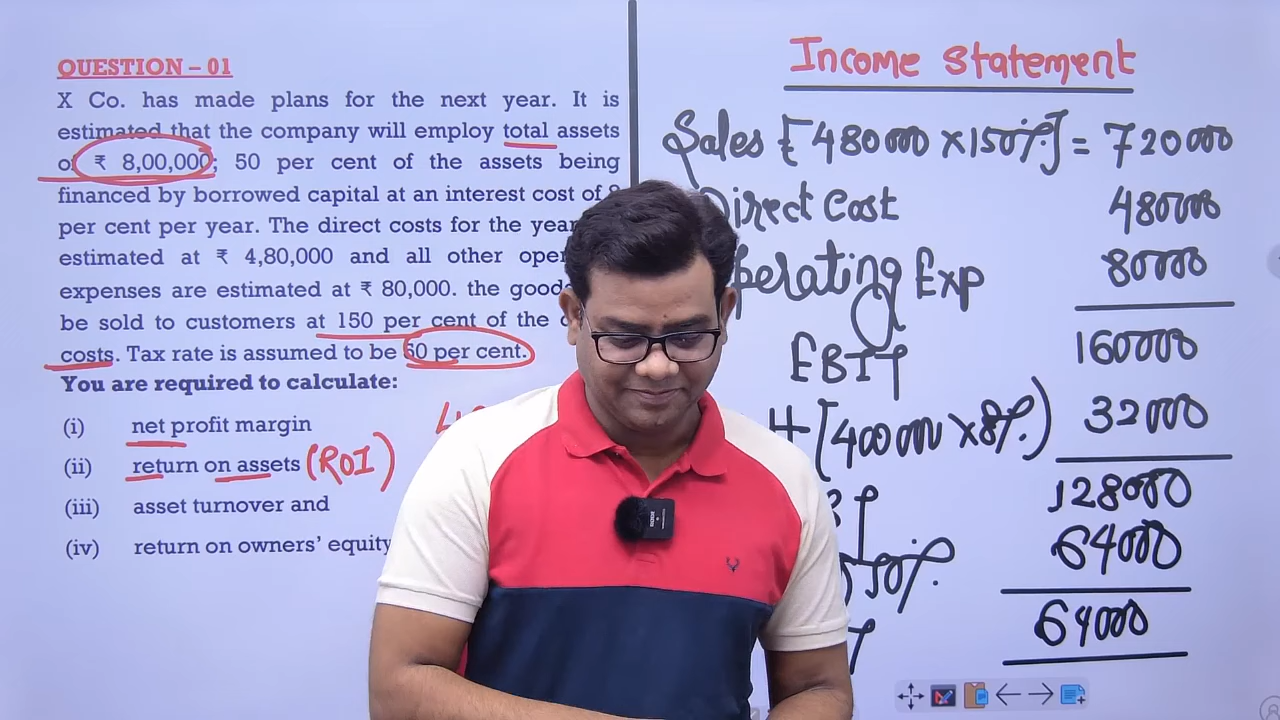 QUESTION – 01
X Co. has made plans for the next year. It is
estimated that the company will employ total assets
of ₹ 8,00,000; 50 per cent of the assets being
financed by borrowed capital at an interest cost of
per cent per year. The direct costs for the year
estimated at ₹ 4,80,000 and all other
expenses are estimated at ₹ 80,000. the
be sold to customers at 150 per cent of the
costs. Tax rate is assumed to be 50 per cent.
You are required to calculate:
(i) net profit margin
(ii) return on assets (ROI)
(iii) asset turnover and
(iv) return on owners' equity
Income Statement
Sales [480000 x150%] = 720000
Direct Cost 480000
perating Exp 80000
EBIT 160000
[400000 x8%.) 32000
128000
50%. 64000
64000